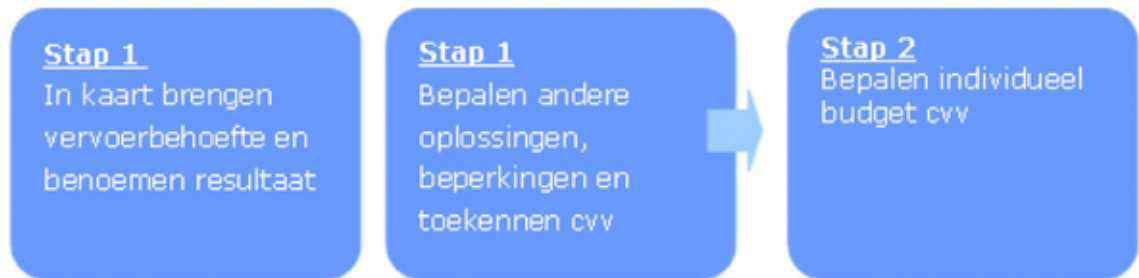 Stap 1
In kaart brengen
vervoerbehoefte en
benoemen resultaat
Stap 1
Bepalen andere
oplossingen,
beperkingen en
toekennen cvv
Stap 2
Bepalen individueel
budget cvv